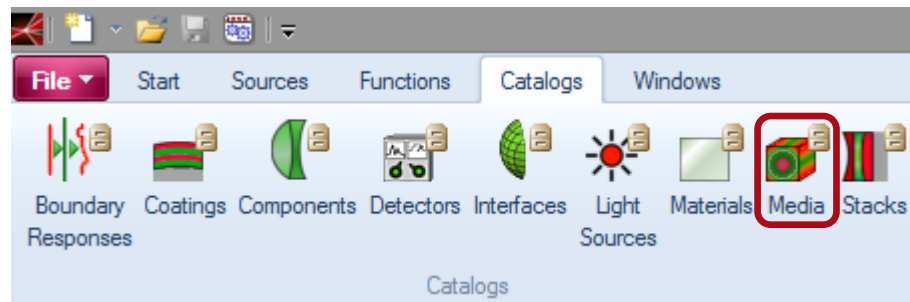 File Start Sources Functions Catalogs Windows
Boundary Responses Coatings Components Detectors Interfaces Light Sources Materials Media Stacks
Catalogs